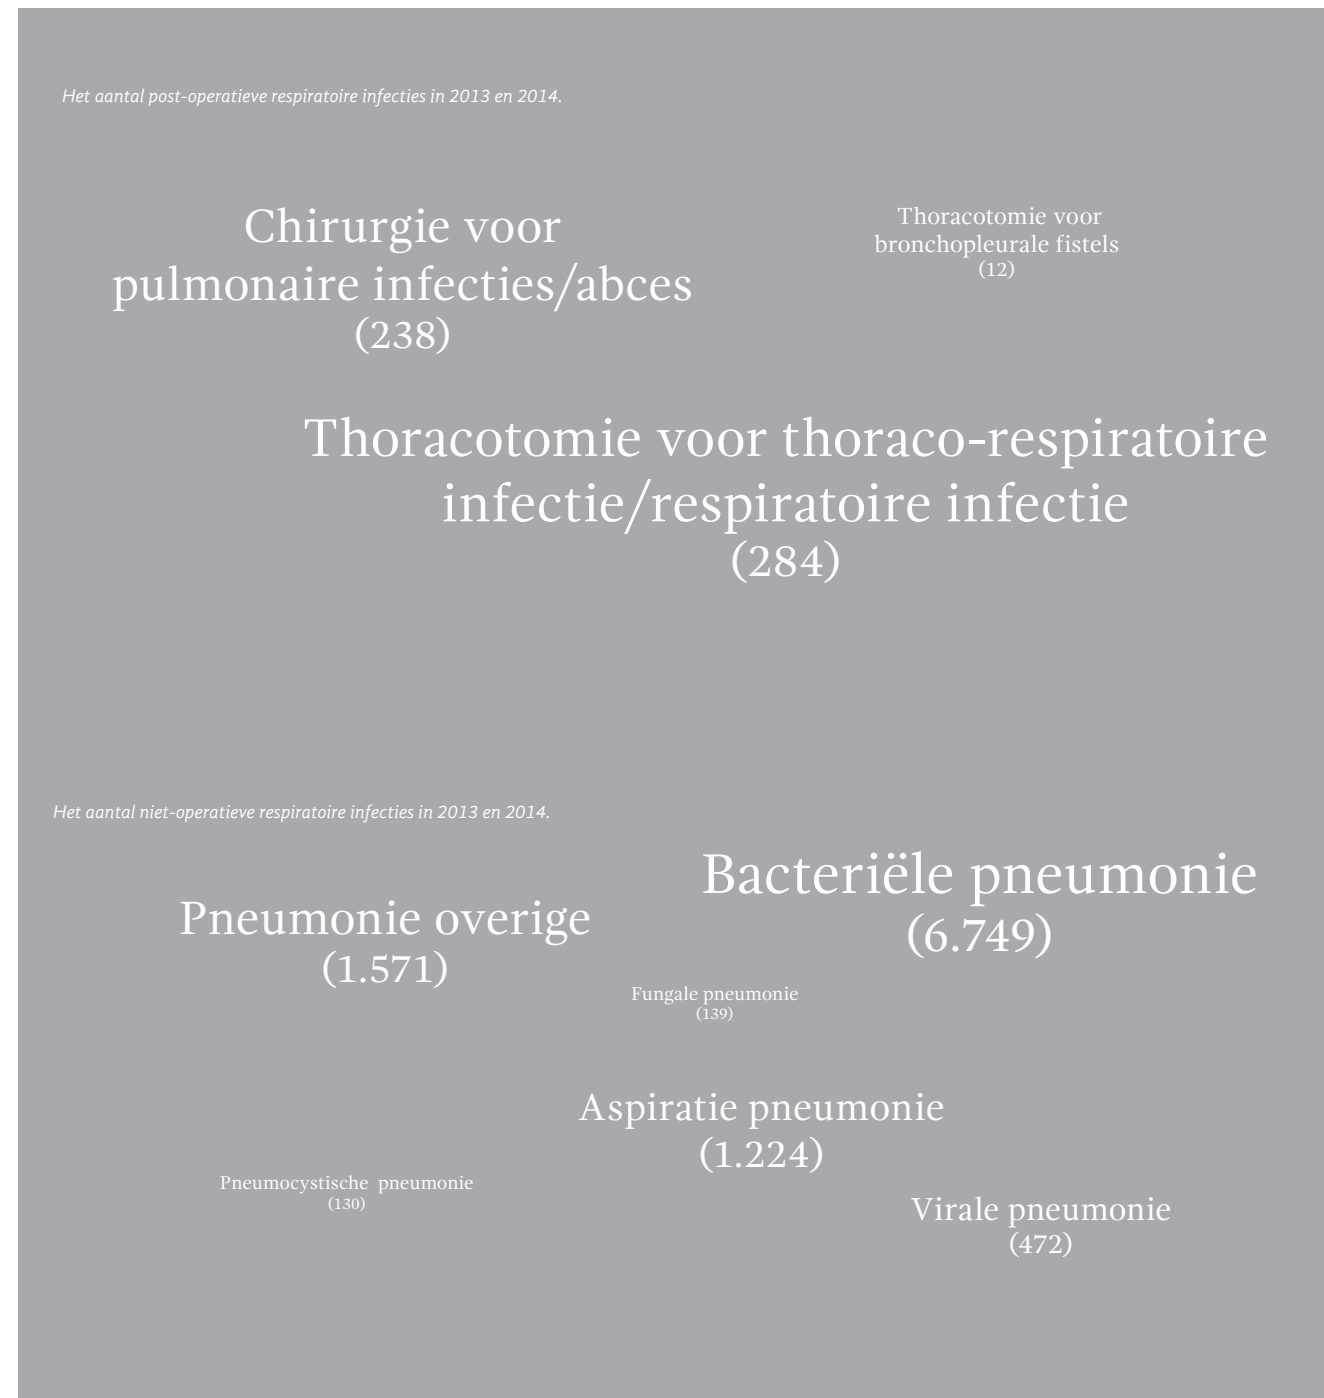 Het aantal post-operatieve respiratoire infecties in 2013 en 2014.
Chirurgie voor
pulmonaire infecties/abces
(238)
Thoracotomie voor
bronchopleurale fistels
(12)
Thoracotomie voor thoraco-respiratoire
infectie/respiratoire infectie
(284)
Het aantal niet-operatieve respiratoire infecties in 2013 en 2014.
Bacteriële pneumonie
(6.749)
Pneumonie overige
(1.571)
Fungale pneumonie
(139)
Aspiratie pneumonie
(1.224)
Pneumocystische pneumonie
(130)
Virale pneumonie
(472)